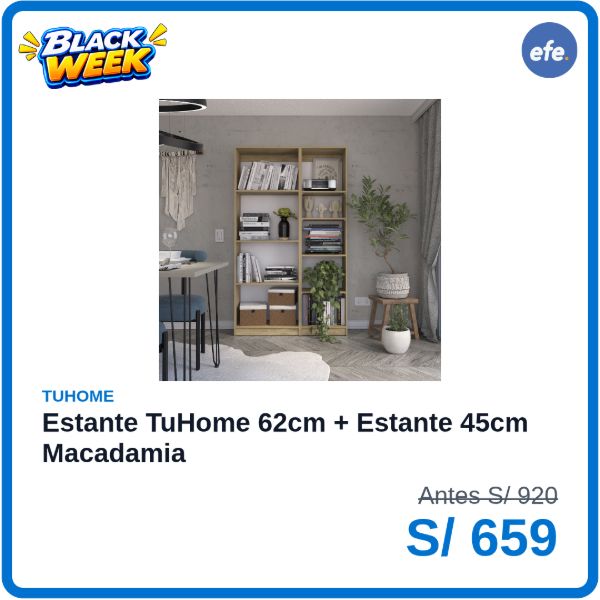 BLACK
WEEK
efe.
TUHOME
Estante TuHome 62cm + Estante 45cm
Macadamia
Antes S/ 920
S/ 659